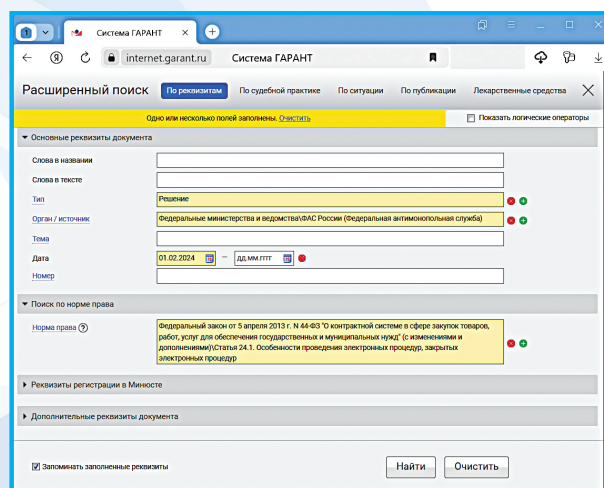 1 Система ГАРАНТ
internet.garant.ru Система ГАРАНТ
Расширенный поиск По реквизитам По судебной практике По ситуации По публикации Лекарственные средства
Одно или несколько полей заполнены. Очистить Показать логические операторы
Основные реквизиты документа
Слова в названии
Слова в тексте
Тип Решение
Орган / источник Федеральные министерства и ведомства\ФАС России (Федеральная антимонопольная служба)
Тема
Дата 01.02.2024 – дд.мм.гггг
Номер
Поиск по норме права
Норма права ? Федеральный закон от 5 апреля 2013 г. N 44-ФЗ "О контрактной системе в сфере закупок товаров,
работ, услуг для обеспечения государственных и муниципальных нужд" (с изменениями и
дополнениями)\Статья 24.1. Особенности проведения электронных процедур, закрытых
электронных процедур
Реквизиты регистрации в Минюсте
Дополнительные реквизиты документа
Запоминать заполненные реквизиты Найти Очистить